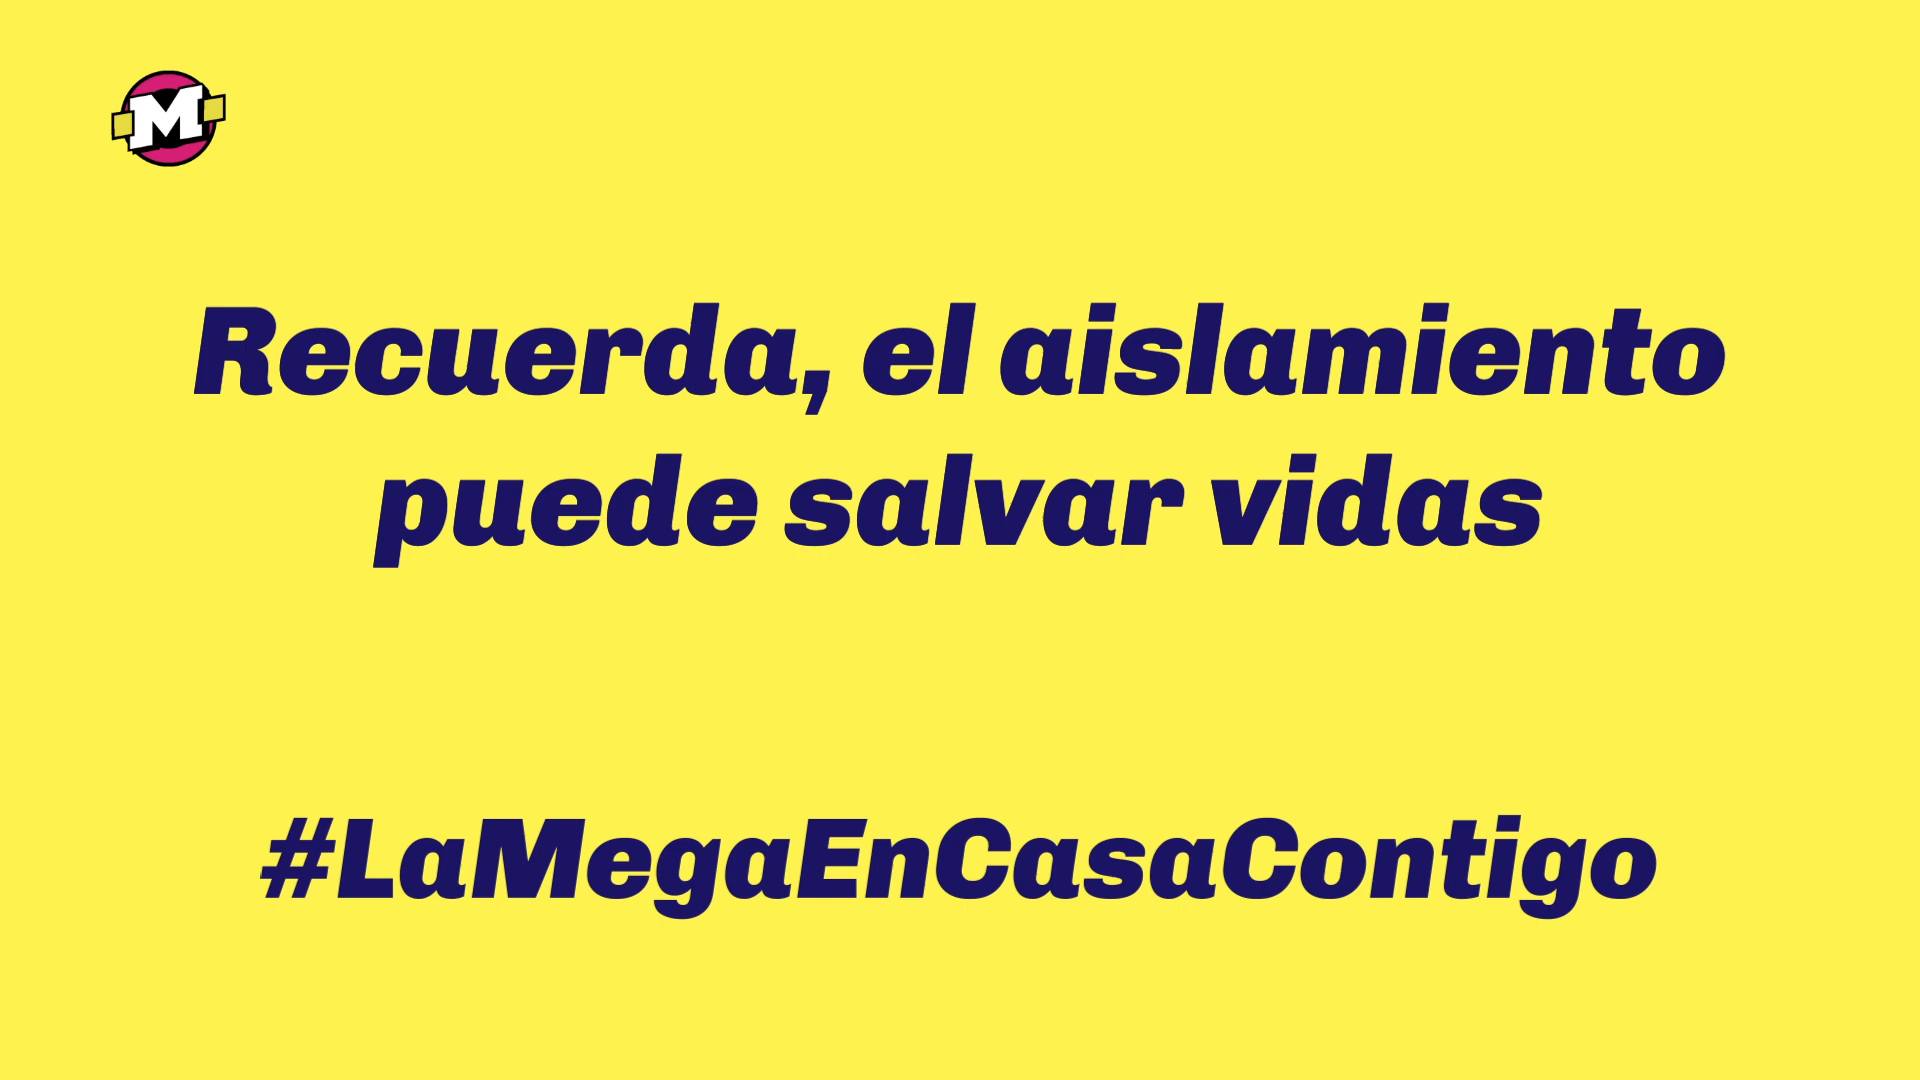 M
Recuerda, el aislamiento
puede salvar vidas
#LaMegaEnCasaContigo